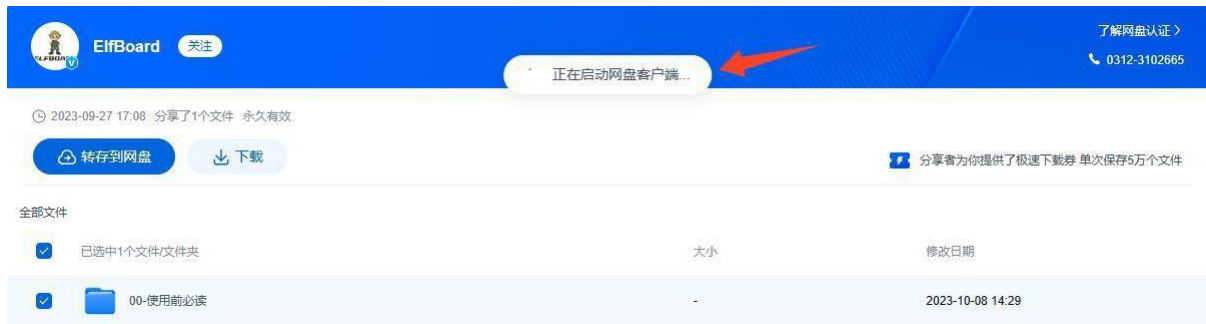 ElfBoard 关注
了解网盘认证 >
0312-3102665
正在启动网盘客户端...
2023-09-27 17:08 分享了1个文件 永久有效
转存到网盘 下载
分享者为你提供了极速下载券 单次保存5万个文件
全部文件
已选中1个文件/文件夹 大小 修改日期
00-使用前必读 - 2023-10-08 14:29